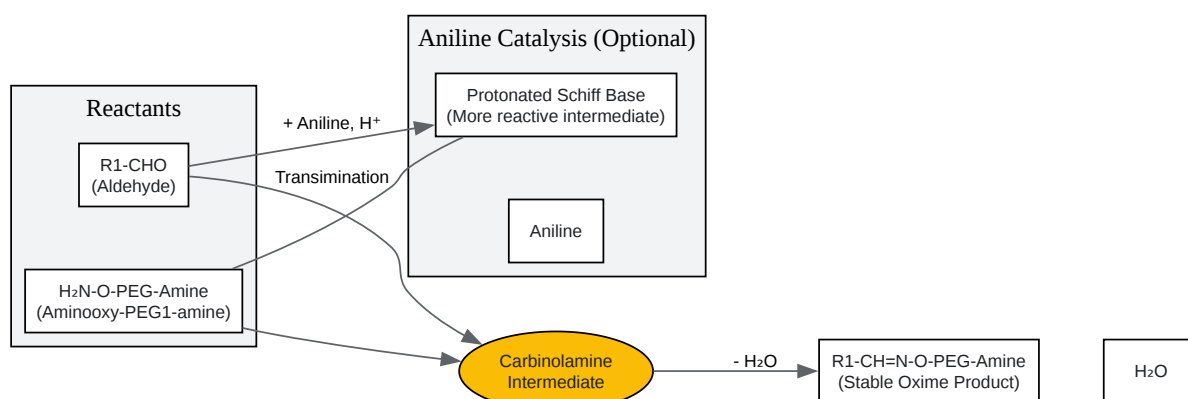 Aniline Catalysis (Optional)
Reactants
Protonated Schiff Base
(More reactive intermediate)
+ Aniline, H⁺
R1-CHO
(Aldehyde)
Transimination
Aniline
H₂N-O-PEG-Amine
(Aminooxy-PEG1-amine)
Carbinolamine
Intermediate
- H₂O
R1-CH=N-O-PEG-Amine
(Stable Oxime Product)
H₂O